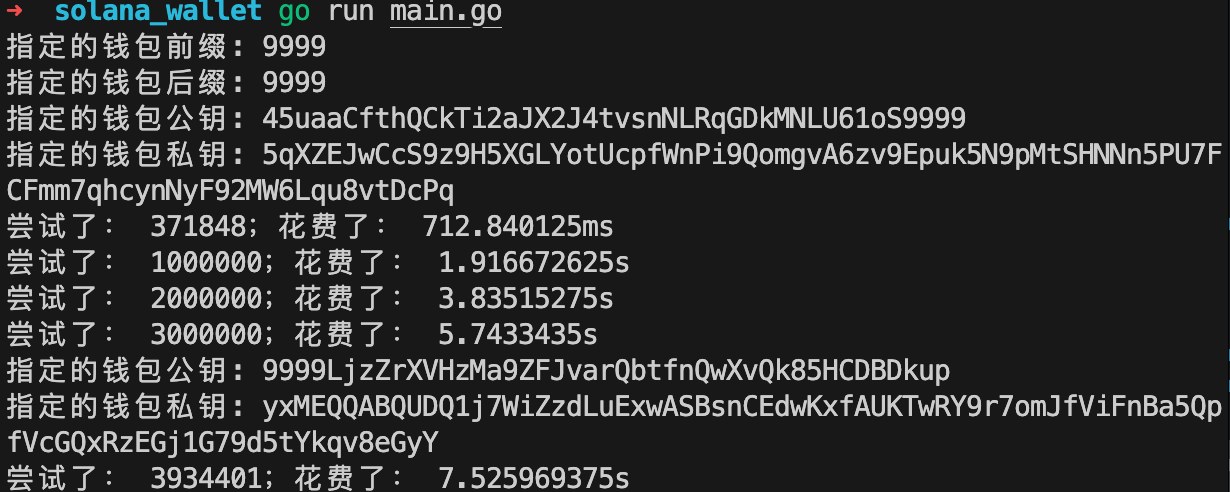 → solana_wallet go run main.go
指定的钱包前缀: 9999
指定的钱包后缀: 9999
指定的钱包公钥: 45uaaCfthQCkTi2aJX2J4tvsnNLRqGDkMNLU61oS9999
指定的钱包私钥: 5qXZEJwCcS9z9H5XGLYotUcpfWnPi9QomgvA6zv9Epuk5N9pMtSHNNn5PU7F
CFmm7qhcynNyF92MW6Lqu8vtDcPq
尝试了: 371848; 花费了: 712.840125ms
尝试了: 1000000; 花费了: 1.916672625s
尝试了: 2000000; 花费了: 3.83515275s
尝试了: 3000000; 花费了: 5.7433435s
指定的钱包公钥: 9999LjzZrXVHzMa9ZFJvarQbtfnQwXvQk85HCDBDkup
指定的钱包私钥: yxMEQQABQUDQ1j7WiZzdLuExwASBsnCEdwKxfAUKTwRY9r7omJfViFnBa5Qp
fVcGQxRzEGj1G79d5tYkqv8eGyY
尝试了: 3934401; 花费了: 7.525969375s